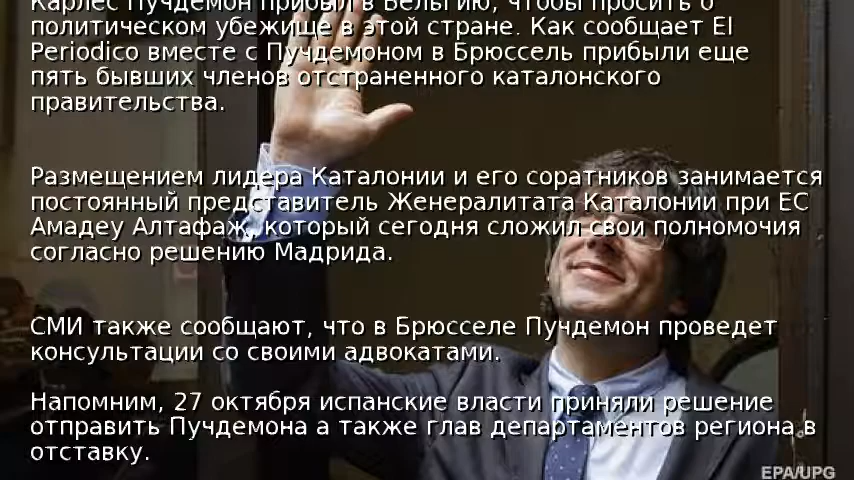 Карлес Пучдемон прибыл в Бельгию, чтобы просить о
политическом убежище в этой стране. Как сообщает El
Periodico вместе с Пучдемоном в Брюссель прибыли еще
пять бывших членов отстраненного каталонского
правительства.
Размещением лидера Каталонии и его соратников занимается
постоянный представитель Женералитата Каталонии при ЕС
Амадеу Алтафаж, который сегодня сложил свои полномочия
согласно решению Мадрида.
СМИ также сообщают, что в Брюсселе Пучдемон проведет
консультации со своими адвокатами.
Напомним, 27 октября испанские власти приняли решение
отправить Пучдемона а также глав департаментов региона в
отставку.
EPA/UPG